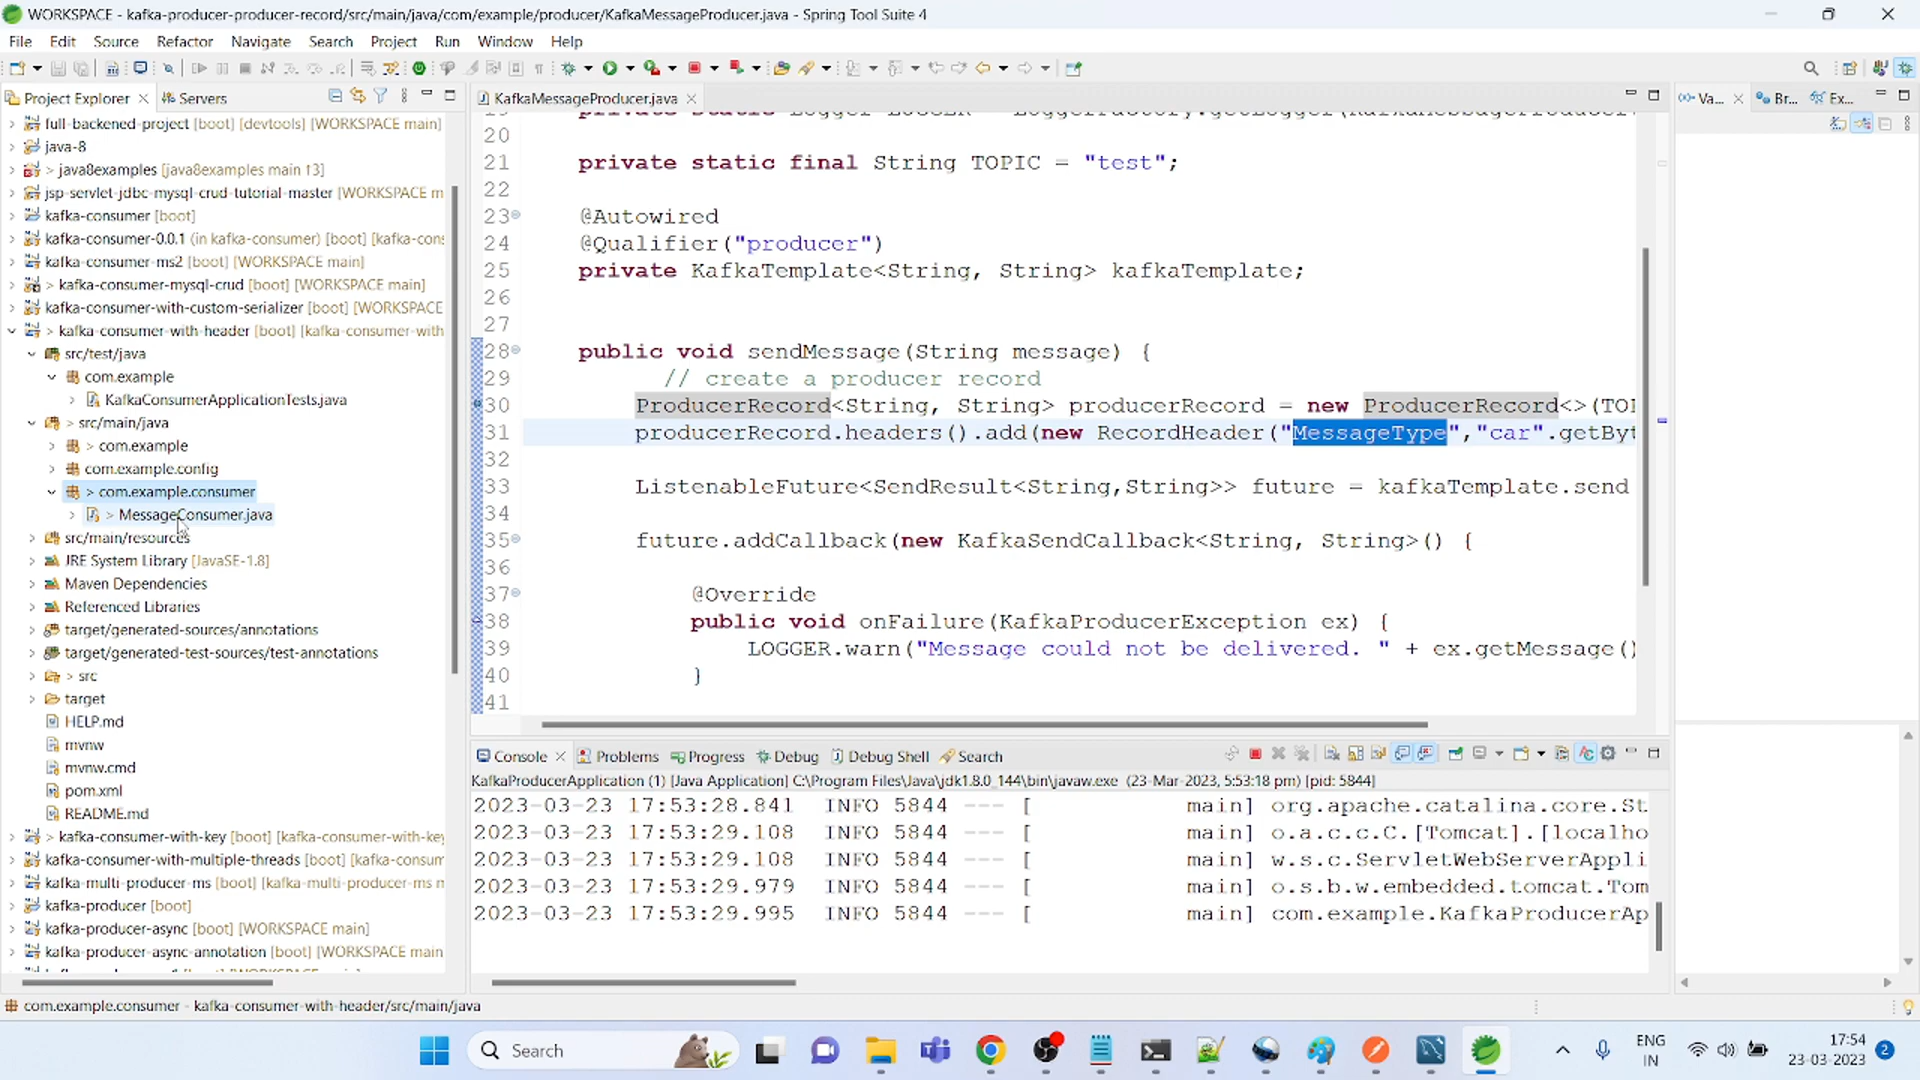 WORKSPACE - kafka-producer-producer-record/src/main/java/com/example/producer/KafkaMessageProducer.java - Spring Tool Suite 4
File Edit Source Refactor Navigate Search Project Run Window Help
Project Explorer Servers
full-backened-project [boot] [devtools] [WORKSPACE main]
java-8
> java8examples [java8examples main 13]
jsp-servlet-jdbc-mysql-crud-tutorial-master [WORKSPACE m
kafka-consumer [boot]
kafka-consumer-0.0.1 (in kafka-consumer) [boot] [kafka-cons
kafka-consumer-ms2 [boot] [WORKSPACE main]
> kafka-consumer-mysql-crud [boot] [WORKSPACE main]
kafka-consumer-with-custom-serializer [boot] [WORKSPACE
> kafka-consumer-with-header [boot] [kafka-consumer-with
src/test/java
com.example
KafkaConsumerApplicationTests.java
> src/main/java
> com.example
com.example.config
> com.example.consumer
> MessageConsumer.java
src/main/resources
JRE System Library [JavaSE-1.8]
Maven Dependencies
Referenced Libraries
target/generated-sources/annotations
target/generated-test-sources/test-annotations
> src
target
HELP.md
mvnw
mvnw.cmd
pom.xml
README.md
> kafka-consumer-with-key [boot] [kafka-consumer-with-key
kafka-consumer-with-multiple-threads [boot] [kafka-consum
kafka-multi-producer-ms [boot] [kafka-multi-producer-ms m
kafka-producer [boot]
kafka-producer-async [boot] [WORKSPACE main]
kafka-producer-async-annotation [boot] [WORKSPACE main
KafkaMessageProducer.java
20
21 private static final String TOPIC = "test";
22
23 @Autowired
24 @Qualifier("producer")
25 private KafkaTemplate<String, String> kafkaTemplate;
26
27
28 public void sendMessage(String message) {
29 // create a producer record
30 ProducerRecord<String, String> producerRecord = new ProducerRecord<>(TOP
31 producerRecord.headers().add(new RecordHeader("MessageType","car".getByt
32
33 ListenableFuture<SendResult<String,String>> future = kafkaTemplate.send
34
35 future.addCallback(new KafkaSendCallback<String, String>() {
36
37 @Override
38 public void onFailure(KafkaProducerException ex) {
39 LOGGER.warn("Message could not be delivered. " + ex.getMessage()
40 }
41
Va... Br... Ex...
Console Problems Progress Debug Debug Shell Search
KafkaProducerApplication (1) [Java Application] C:\Program Files\Java\jdk1.8.0_144\bin\javaw.exe (23-Mar-2023, 5:53:18 pm) [pid: 5844]
2023-03-23 17:53:28.841 INFO 5844 --- [ main] org.apache.catalina.core.St
2023-03-23 17:53:29.108 INFO 5844 --- [ main] o.a.c.c.C.[Tomcat].[localho
2023-03-23 17:53:29.108 INFO 5844 --- [ main] w.s.c.ServletWebServerAppli
2023-03-23 17:53:29.979 INFO 5844 --- [ main] o.s.b.w.embedded.tomcat.Tom
2023-03-23 17:53:29.995 INFO 5844 --- [ main] com.example.KafkaProducerAp
com.example.consumer - kafka-consumer-with-header/src/main/java
Search
ENG
IN
17:54
23-03-2023
2